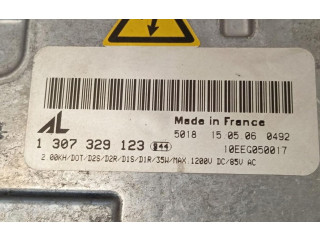 Made in France
AL
5018 15 05 06 0492
1 307 329 123 244
10EEG050017
2.00KH/DOT/D2S/D2R/D1S/D1R/35W/MAX.1200V DC/85V AC